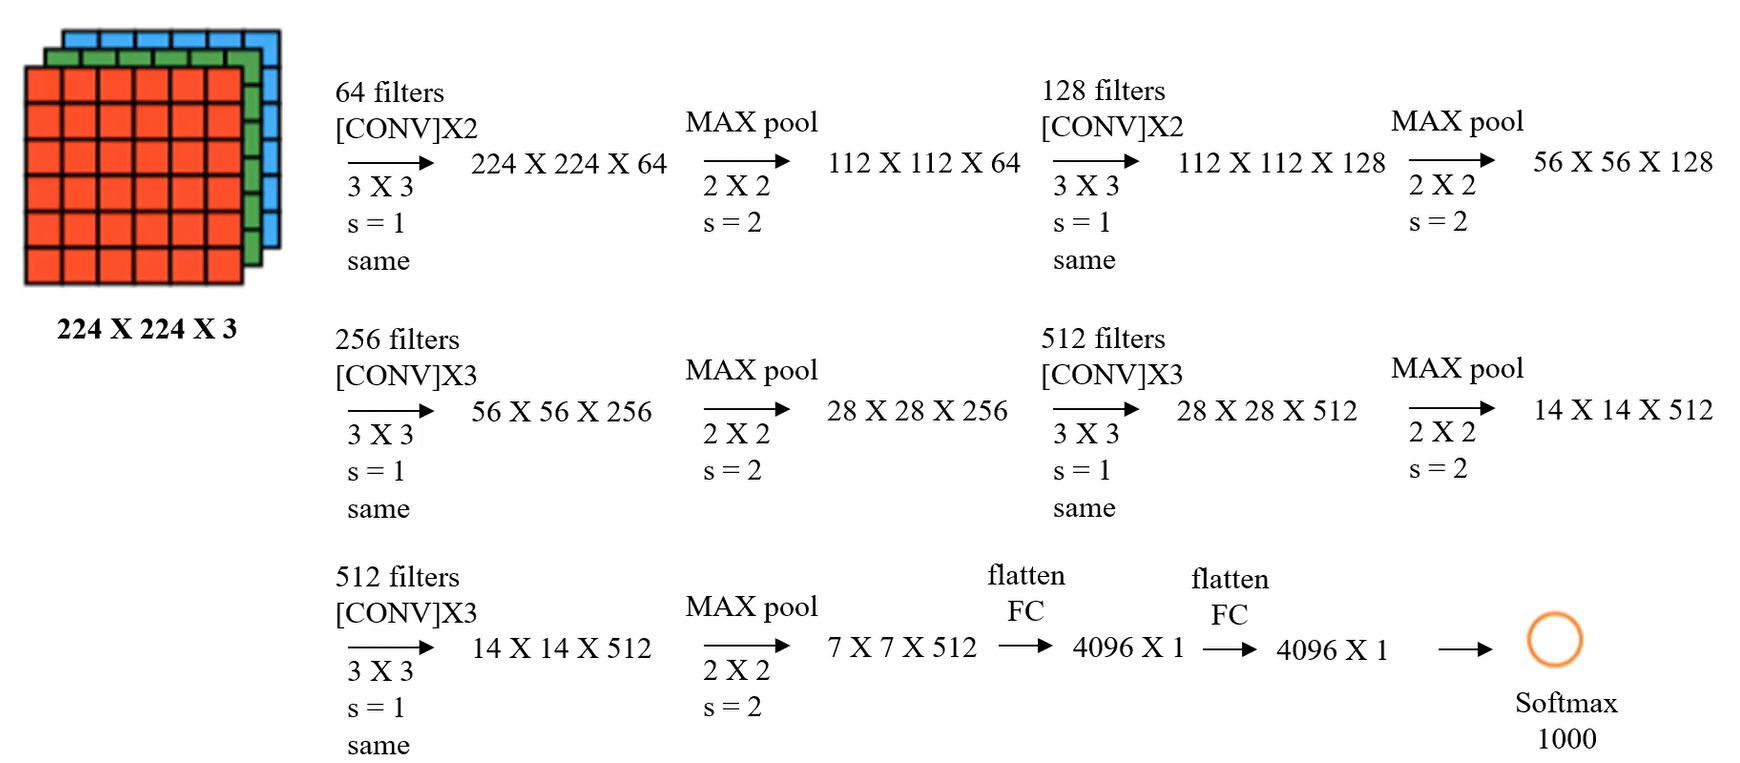 224 X 224 X 3
64 filters
[CONV]X2
3 X 3
s = 1
same
224 X 224 X 64
MAX pool
2 X 2
s = 2
112 X 112 X 64
128 filters
[CONV]X2
3 X 3
s = 1
same
112 X 112 X 128
MAX pool
2 X 2
s = 2
56 X 56 X 128
256 filters
[CONV]X3
3 X 3
s = 1
same
56 X 56 X 256
MAX pool
2 X 2
s = 2
28 X 28 X 256
512 filters
[CONV]X3
3 X 3
s = 1
same
28 X 28 X 512
MAX pool
2 X 2
s = 2
14 X 14 X 512
512 filters
[CONV]X3
3 X 3
s = 1
same
14 X 14 X 512
MAX pool
2 X 2
s = 2
7 X 7 X 512
flatten
FC
4096 X 1
flatten
FC
4096 X 1
Softmax
1000